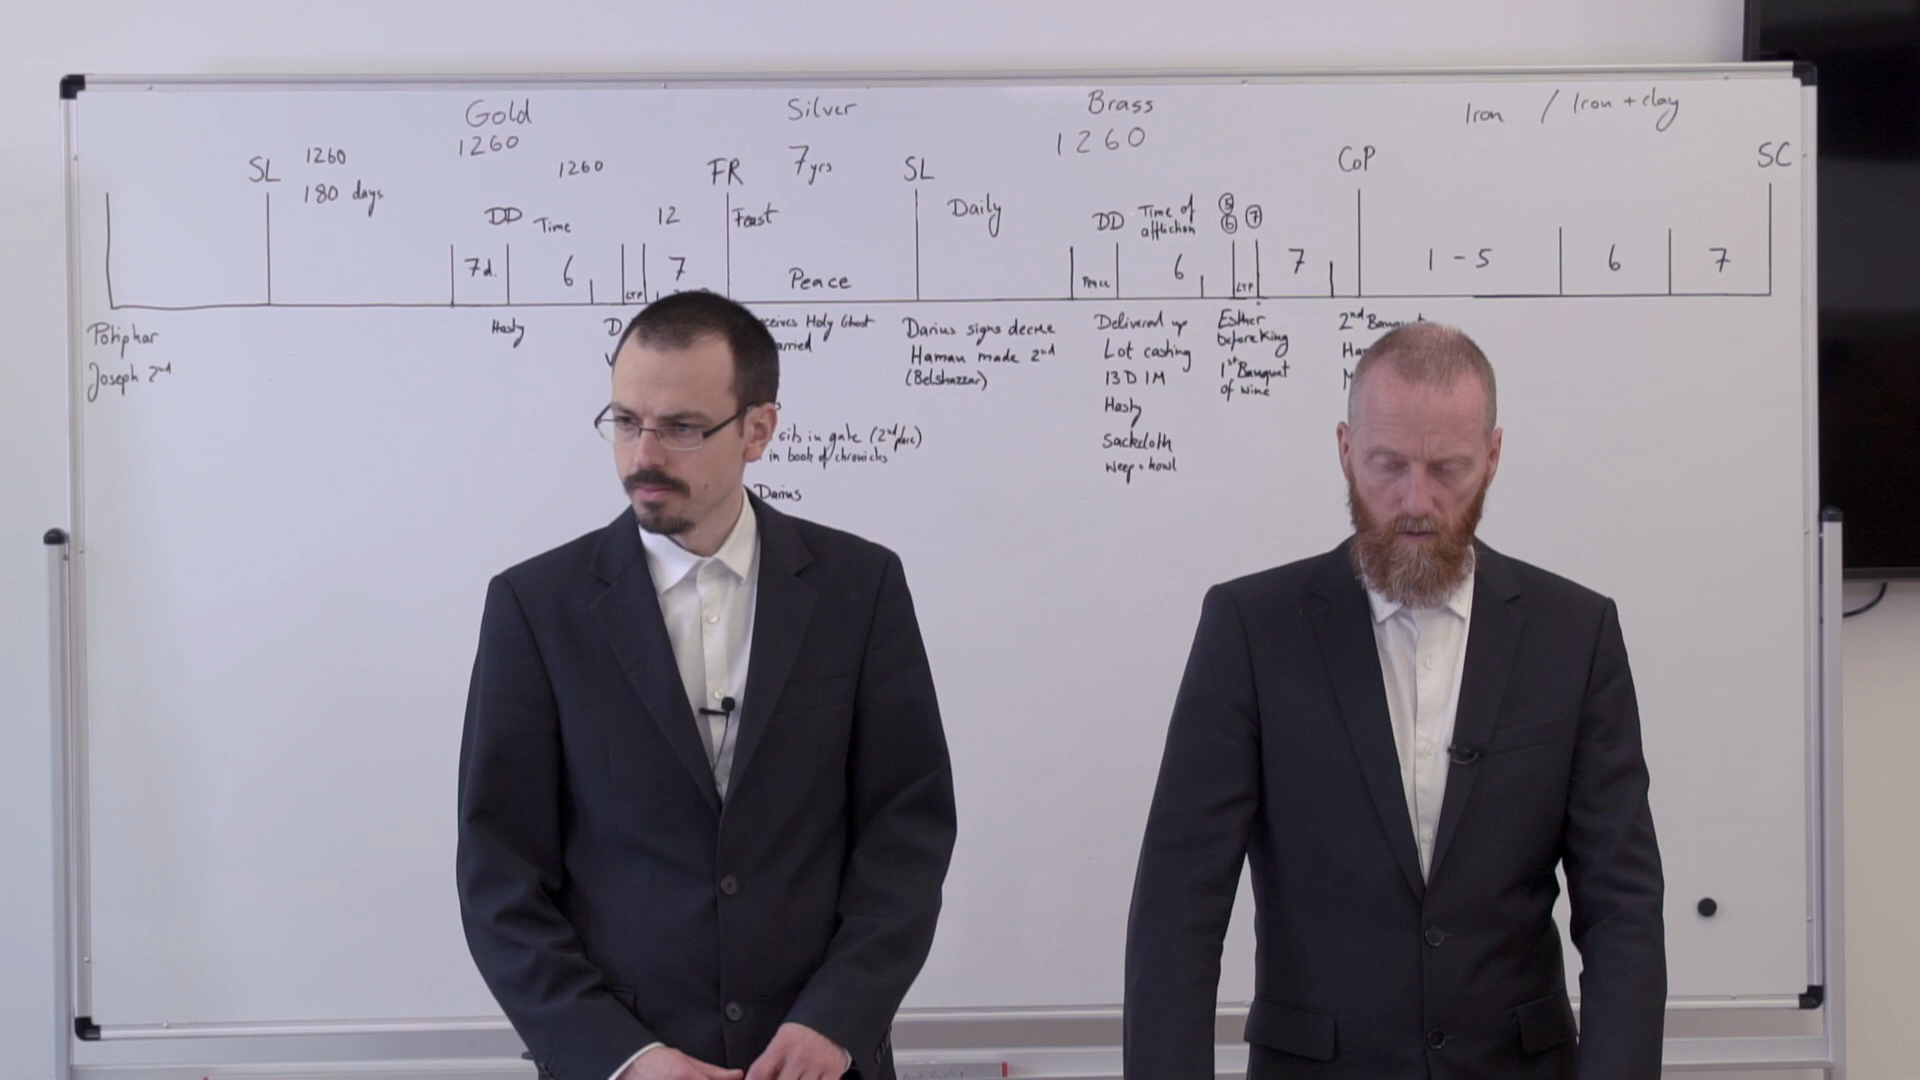 Gold
Silver
Brass
Iron / Iron + clay
1260
1260
SL
1260
180 days
1260
FR
7yrs
SL
CoP
SC
DD
Time
12
Feast
Daily
DD
Time of
affliction
5
6
7
7d.
6
LTP
7
Peace
Peace
6
LTP
7
1 - 5
6
7
Potiphar
Joseph 2nd
Hasty
D
Holy Ghost
Darius signs decree
Haman made 2nd
(Belshazzar)
Delivered up
Lot casting
13D 1M
Hasty
Sackcloth
weep + howl
Esther
before King
1st Banquet
of wine
2nd Banquet
Ha
M
sits in gate (2nd
in book of chronicles
Darius